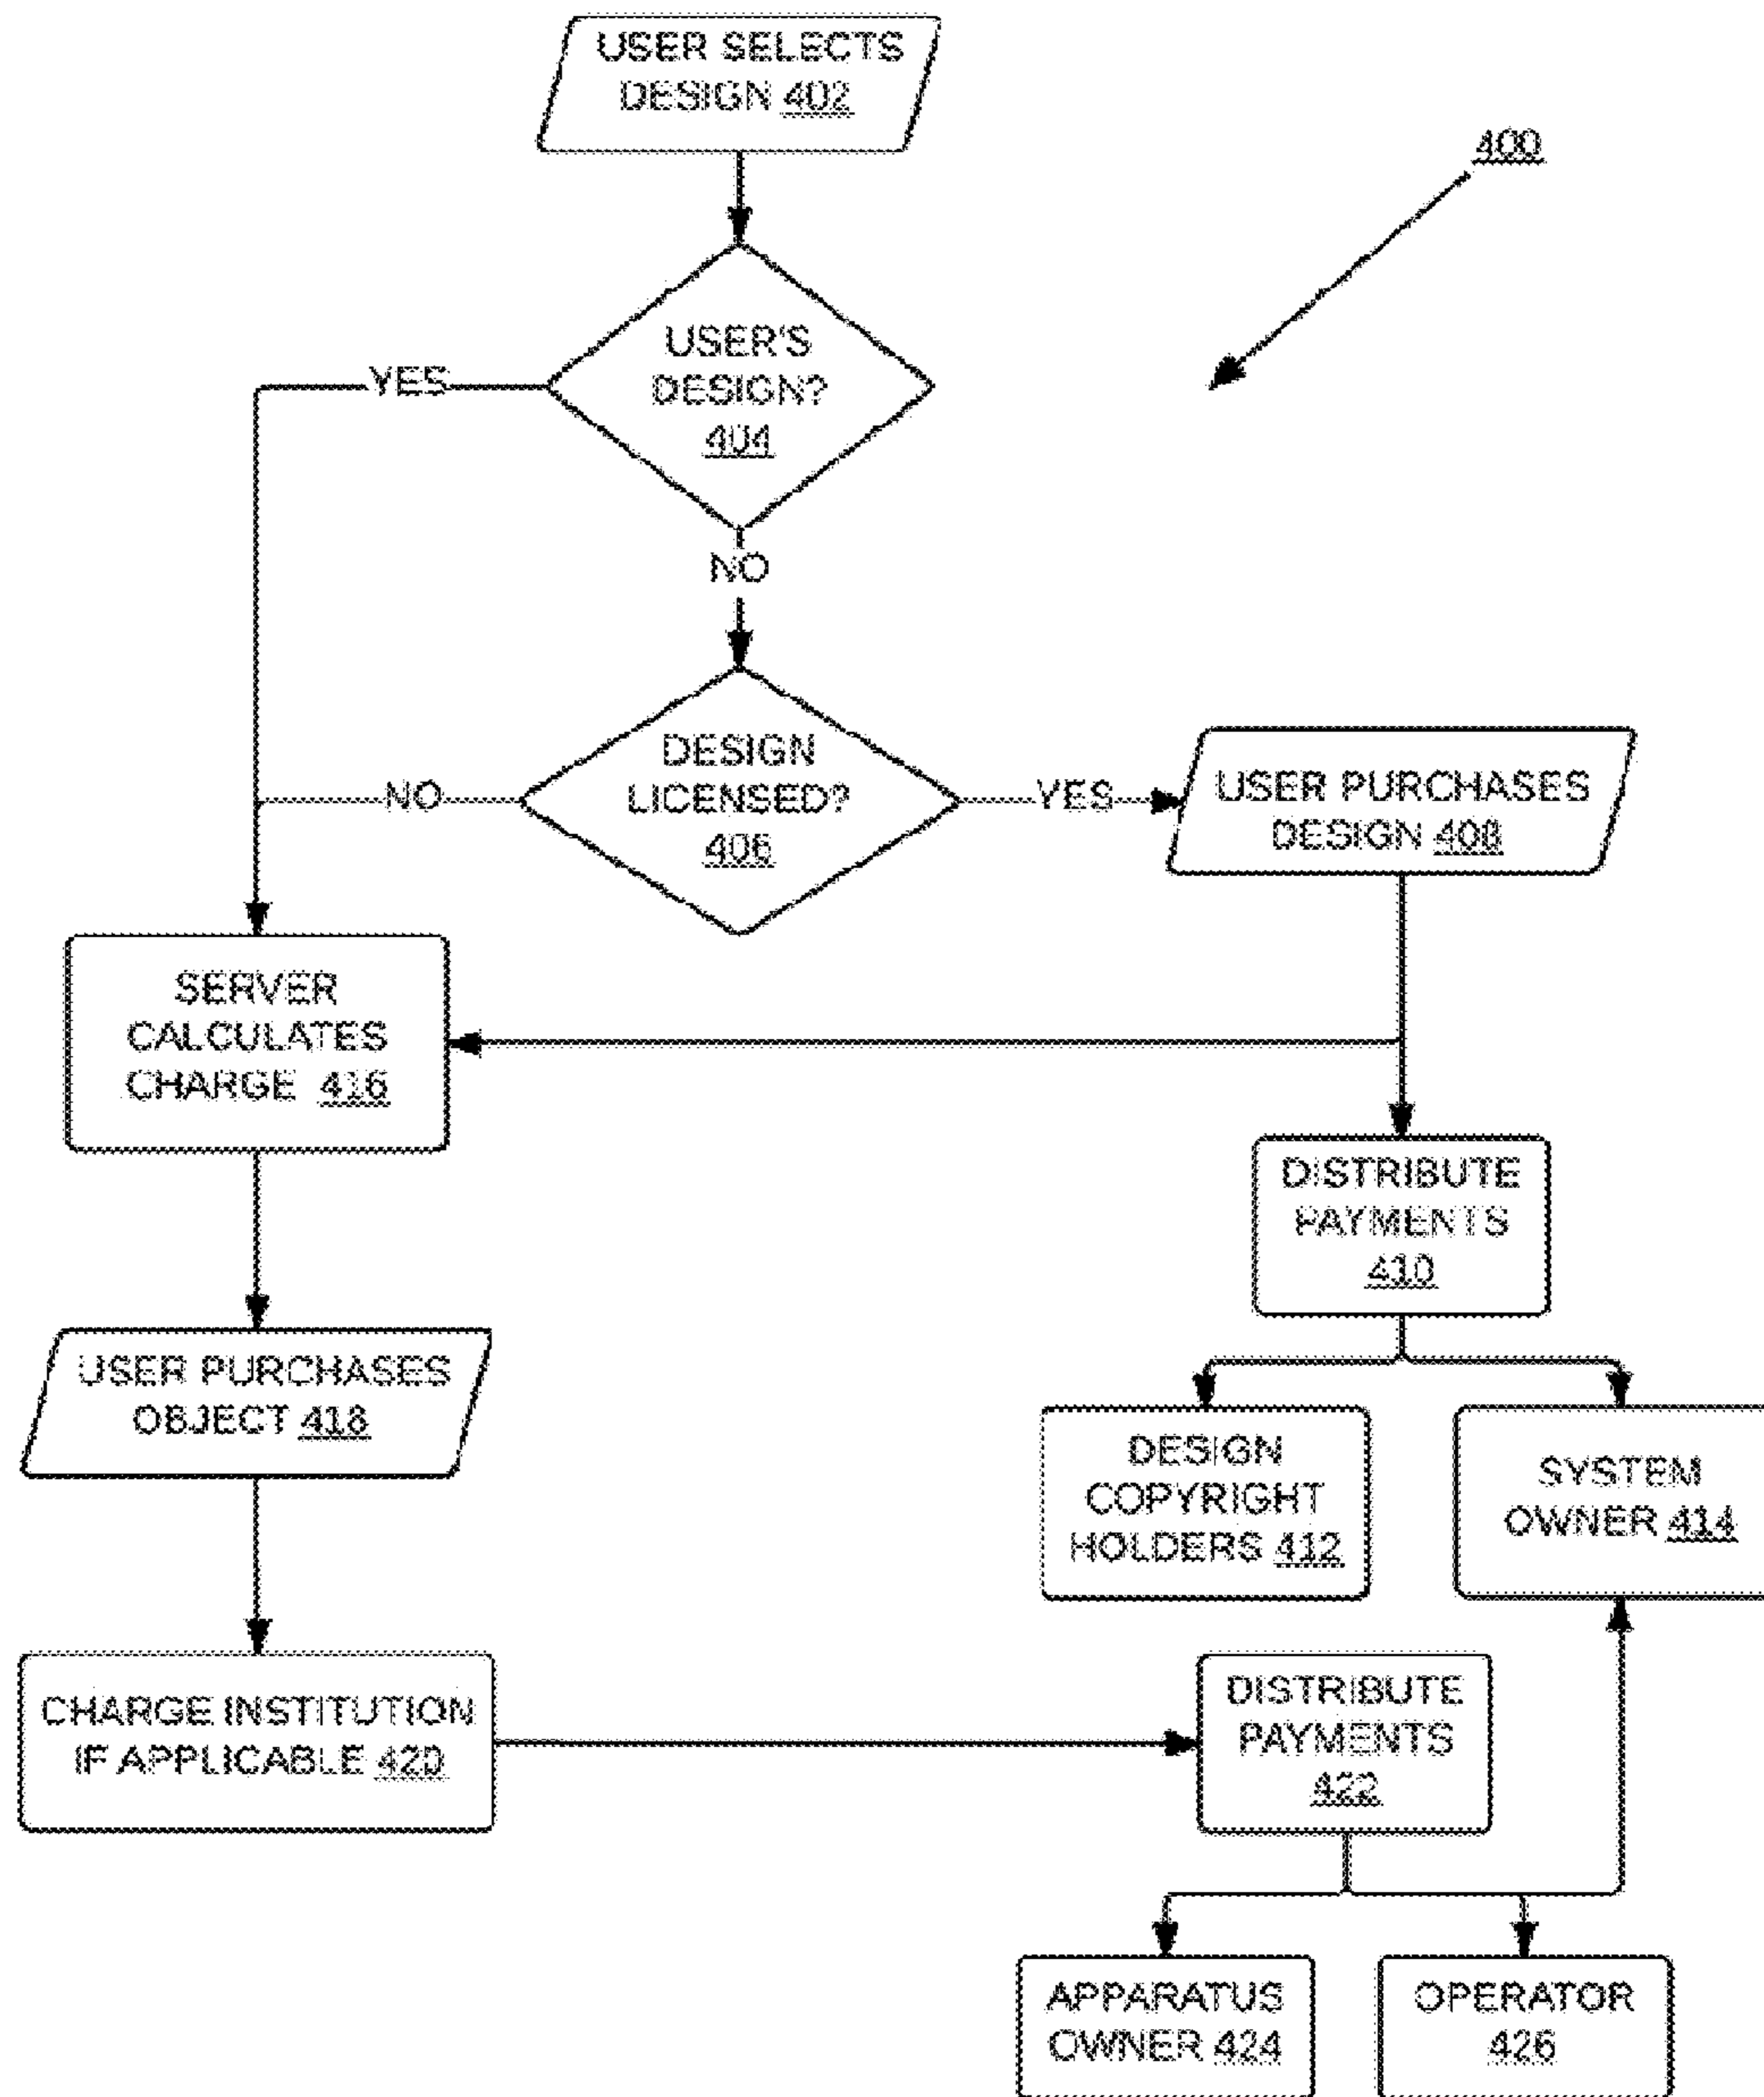 USER SELECTS
DESIGN 402
400
USER'S
DESIGN?
404
YES
NO
DESIGN
LICENSED?
406
NO
YES
USER PURCHASES
DESIGN 408
SERVER
CALCULATES
CHARGE 416
DISTRIBUTE
PAYMENTS
410
USER PURCHASES
OBJECT 418
DESIGN
COPYRIGHT
HOLDERS 412
SYSTEM
OWNER 414
CHARGE INSTITUTION
IF APPLICABLE 420
DISTRIBUTE
PAYMENTS
422
APPARATUS
OWNER 424
OPERATOR
426